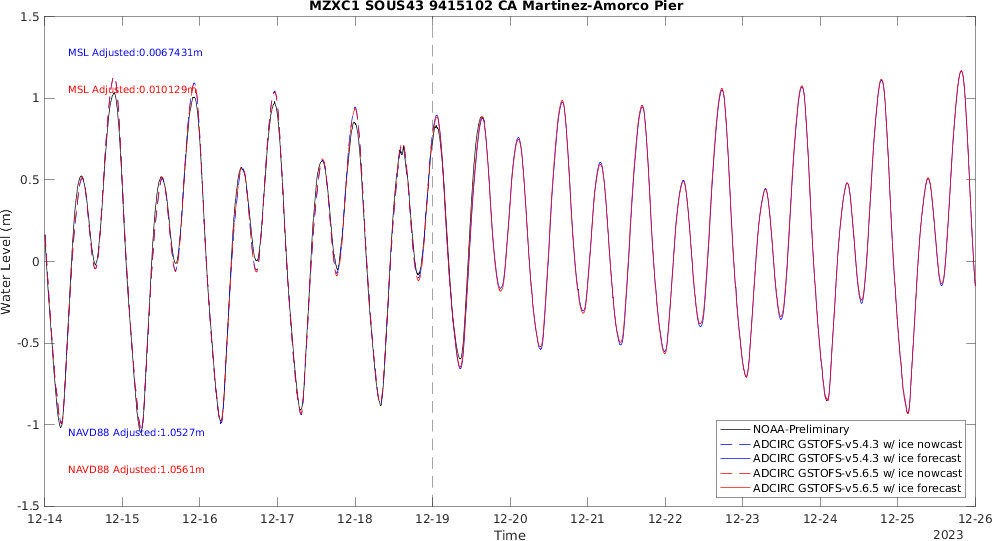 MZXC1 SOUS43 9415102 CA Martinez-Amorco Pier
1.5
1
0.5
0
-0.5
-1
-1.5
Water Level (m)
MSL Adjusted:0.0067431m
MSL Adjusted:0.010129m
NAVD88 Adjusted:1.0527m
NAVD88 Adjusted:1.0561m
NOAA-Preliminary
ADCIRC GSTOFS-v5.4.3 w/ ice nowcast
ADCIRC GSTOFS-v5.4.3 w/ ice forecast
ADCIRC GSTOFS-v5.6.5 w/ ice nowcast
ADCIRC GSTOFS-v5.6.5 w/ ice forecast
12-14 12-15 12-16 12-17 12-18 12-19 12-20 12-21 12-22 12-23 12-24 12-25 12-26
Time
2023